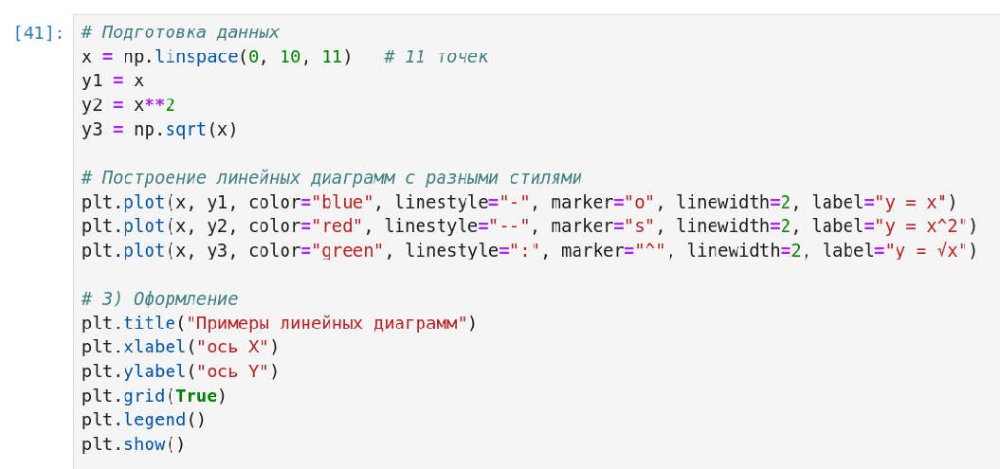 [41]:
# Подготовка данных
x = np.linspace(0, 10, 11)   # 11 точек
y1 = x
y2 = x**2
y3 = np.sqrt(x)
# Построение линейных диаграмм с разными стилями
plt.plot(x, y1, color="blue", linestyle="-", marker="o", linewidth=2, label="y = x")
plt.plot(x, y2, color="red", linestyle="--", marker="s", linewidth=2, label="y = x^2")
plt.plot(x, y3, color="green", linestyle=":", marker="^", linewidth=2, label="y = √x")
# 3) Оформление
plt.title("Примеры линейных диаграмм")
plt.xlabel("ось X")
plt.ylabel("ось Y")
plt.grid(True)
plt.legend()
plt.show()